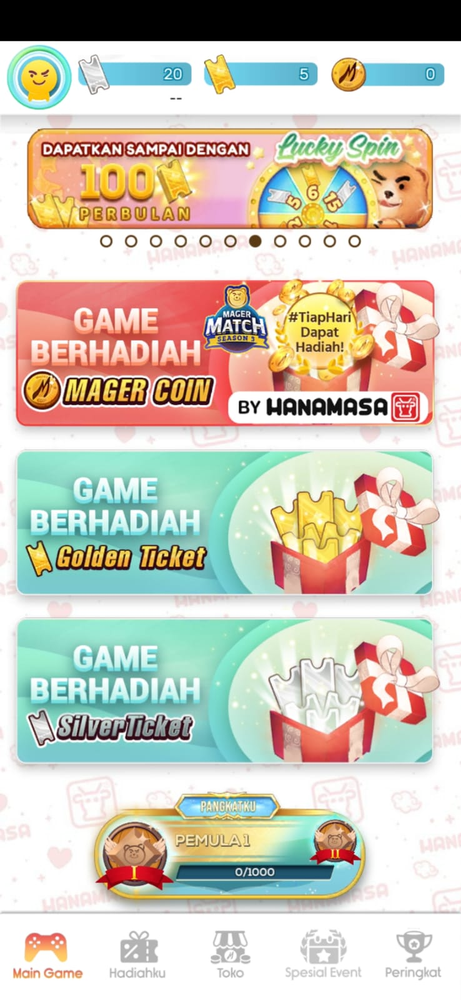 20
5
0
--
DAPATKAN SAMPAI DENGAN
100
PERBULAN
Lucky Spin
5
6
15
GAME
BERHADIAH
MAGER COIN
MAGER
MATCH
SEASON 3
#TiapHari
Dapat
Hadiah!
BY HANAMASA
GAME
BERHADIAH
Golden Ticket
GAME
BERHADIAH
Silver Ticket
PANGKATKU
PEMULA 1
I
II
0/1000
Main Game
Hadiahku
Toko
Spesial Event
Peringkat